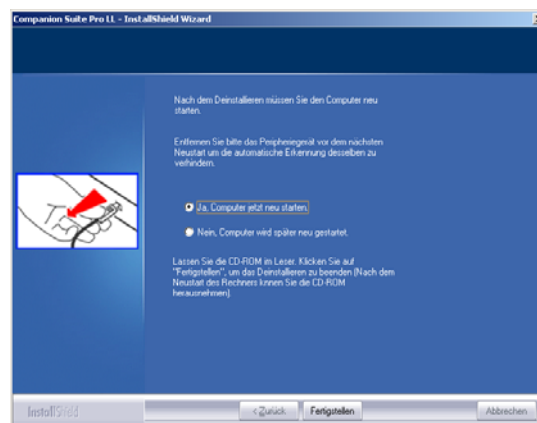 Companion Suite Pro LL - InstallShield Wizard
Nach dem Deinstallieren müssen Sie den Computer neu
starten.
Entfernen Sie bitte das Peripheriegerät vor dem nächsten
Neustart um die automatische Erkennung desselben zu
verhindern.
Ja, Computer jetzt neu starten.
Nein, Computer wird später neu gestartet.
Lassen Sie die CD-ROM im Leser. Klicken Sie auf
"Fertigstellen", um das Deinstallieren zu beenden (Nach dem
Neustart des Rechners knnen Sie die CD-ROM
herausnehmen).
InstallShield
< Zurück Fertigstellen Abbrechen